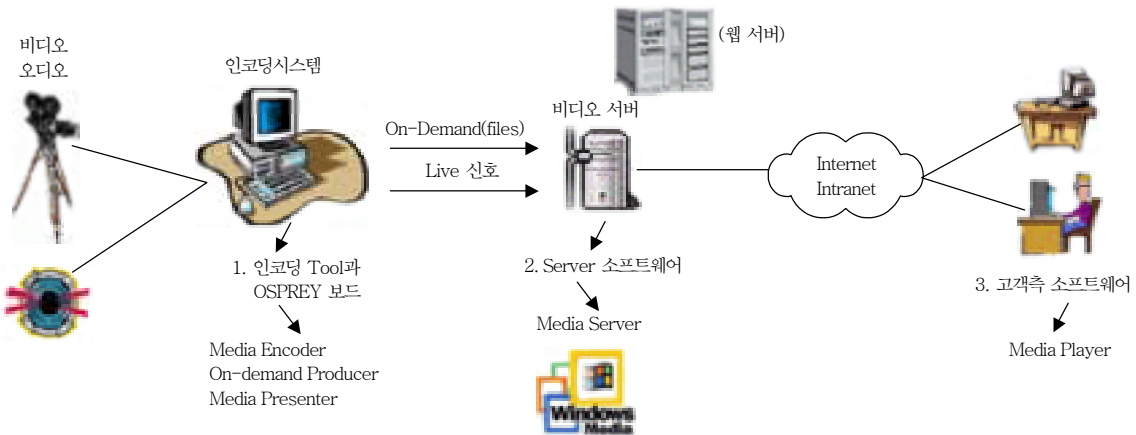 비디오
오디오
인코딩시스템
(웹 서버)
비디오 서버
On-Demand(files)
Live 신호
Internet
Intranet
1. 인코딩 Tool과
OSPREY 보드
2. Server 소프트웨어
3. 고객측 소프트웨어
Media Encoder
On-demand Producer
Media Presenter
Media Server
Media Player
Windows
Media